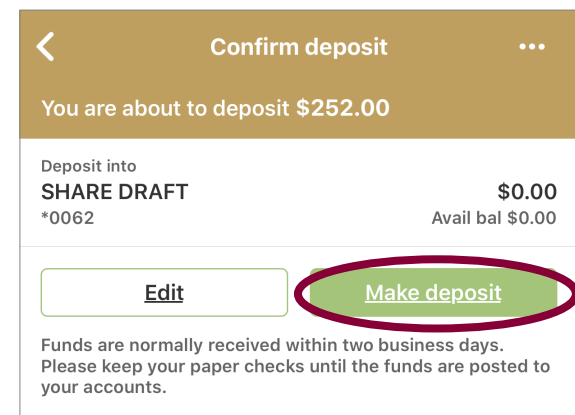 Confirm deposit
You are about to deposit $252.00
Deposit into
SHARE DRAFT $0.00
*0062 Avail bal $0.00
Edit Make deposit
Funds are normally received within two business days.
Please keep your paper checks until the funds are posted to
your accounts.